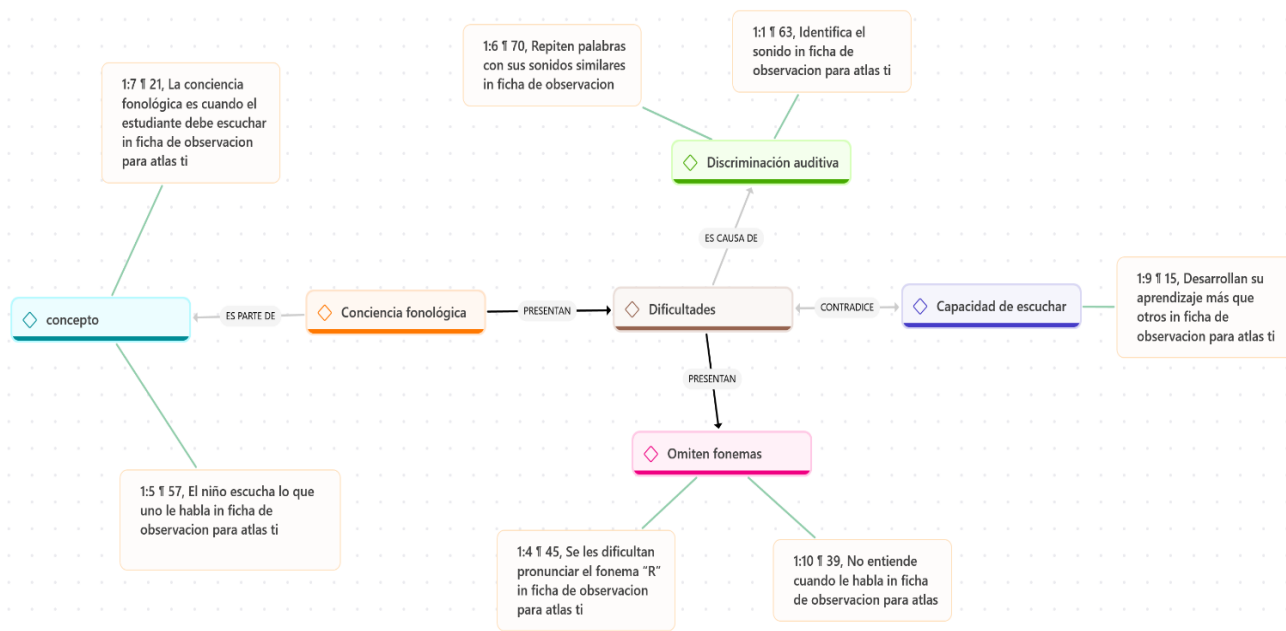 1:6 ¶ 70, Repiten palabras
con sus sonidos similares
in ficha de observacion
1:1 ¶ 63, Identifica el
sonido in ficha de
observacion para atlas ti
1:7 ¶ 21, La conciencia
fonológica es cuando el
estudiante debe escuchar
in ficha de observacion
para atlas ti
Discriminación auditiva
ES CAUSA DE
concepto
ES PARTE DE
Conciencia fonológica
PRESENTAN
Dificultades
CONTRADICE
Capacidad de escuchar
1:9 ¶ 15, Desarrollan su
aprendizaje más que
otros in ficha de
observacion para atlas ti
PRESENTAN
Omiten fonemas
1:5 ¶ 57, El niño escucha lo que
uno le habla in ficha de
observacion para atlas ti
1:4 ¶ 45, Se les dificultan
pronunciar el fonema “R”
in ficha de observacion
para atlas ti
1:10 ¶ 39, No entiende
cuando le habla in ficha
de observacion para atlas